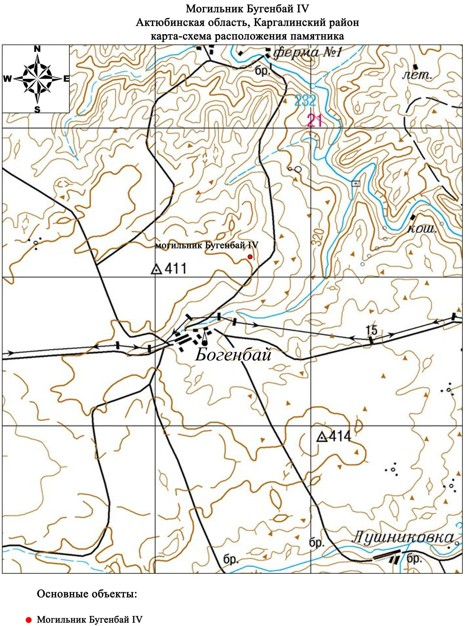 Могильник Бугенбай IV
Актюбинская область, Каргалинский район
карта-схема расположения памятника
N
W E
S
ферма №1
бр.
лет.
232
21
кош.
могильник Бугенбай IV
411
320
15
Богенбай
414
Лушниковка
бр.
бр.
бр.
Основные объекты:
Могильник Бугенбай IV